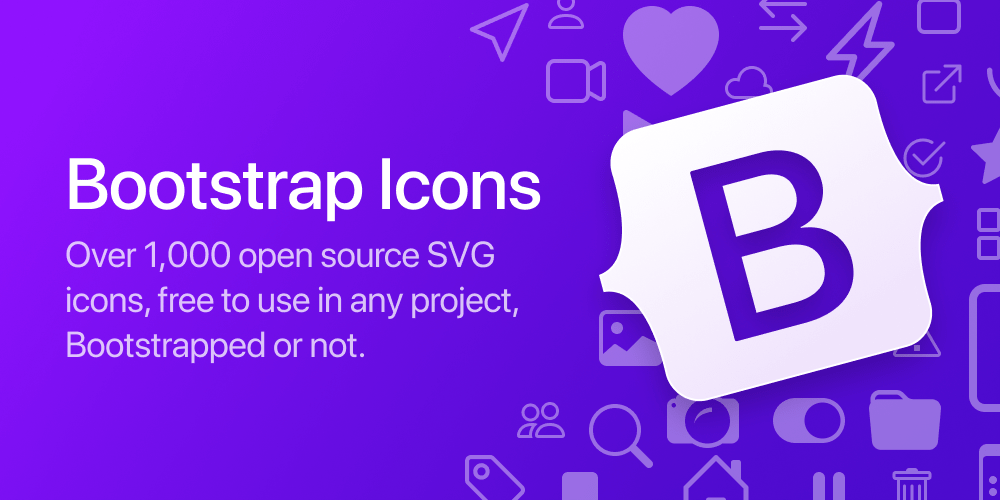 Bootstrap Icons
Over 1,000 open source SVG
icons, free to use in any project,
Bootstrapped or not.
B